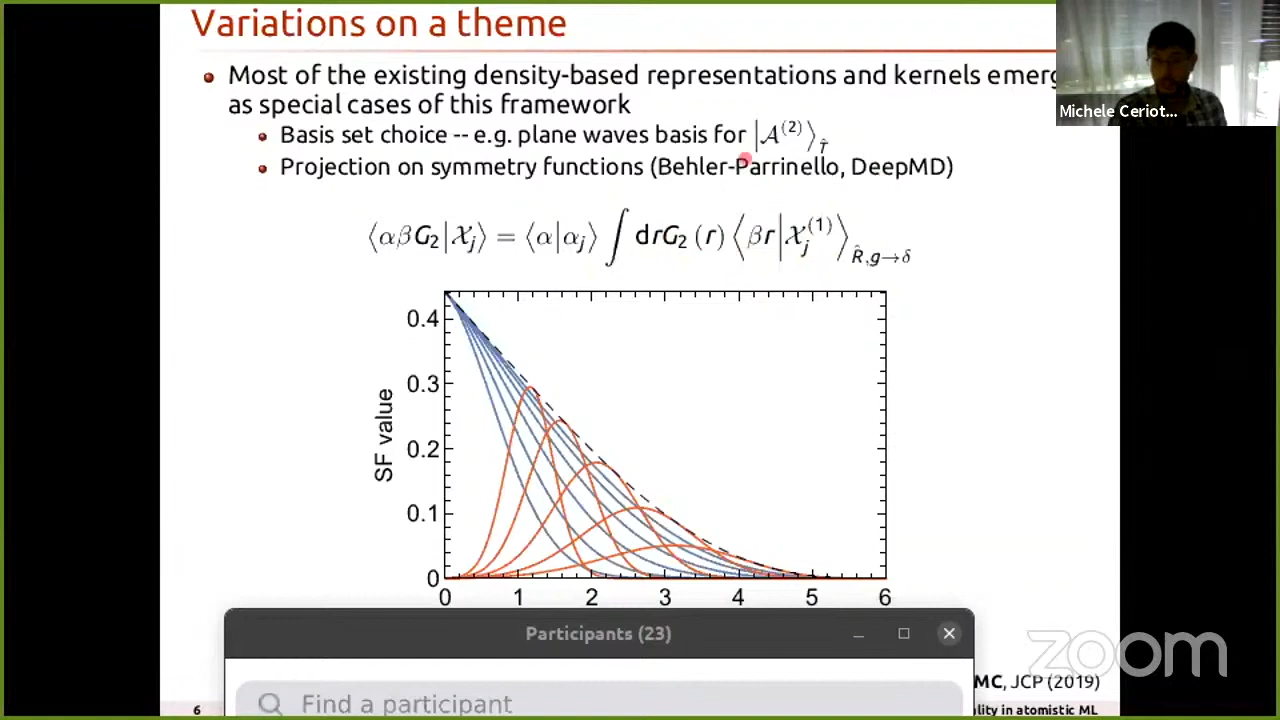 Variations on a theme
Most of the existing density-based representations and kernels emerg
as special cases of this framework
Basis set choice -- e.g. plane waves basis for |𝒜⁽²⁾⟩_T̂
Projection on symmetry functions (Behler-Parrinello, DeepMD)
⟨αβG₂|𝒳ⱼ⟩ = ⟨α|αⱼ⟩ ∫ drG₂ (r) ⟨βr|𝒳ⱼ⁽¹⁾⟩_R̂,g→δ
Michele Ceriot...
SF value
0.4
0.3
0.2
0.1
0
0 1 2 3 4 5 6
Participants (23)
Find a participant
zoom
MC, JCP (2019)
6
ality in atomistic ML